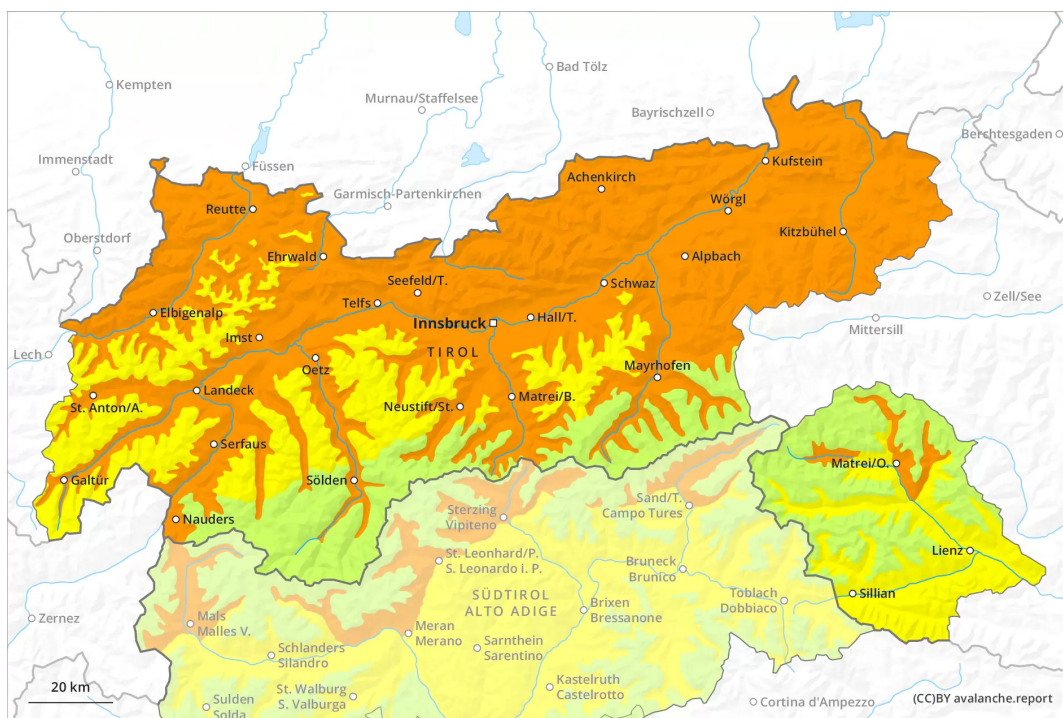 Kempten
Bad Tölz
Murnau/Staffelsee
Bayrischzell
Berchtesgaden
Immenstadt
Füssen
Kufstein
Achenkirch
Garmisch-Partenkirchen
Reutte
Wörgl
Oberstdorf
Kitzbühel
Ehrwald
Alpbach
Seefeld/T.
Schwaz
Zell/See
Telfs
Elbigenalp
Innsbruck
Hall/T.
Mittersill
Imst
TIROL
Lech
Oetz
Mayrhofen
Landeck
St. Anton/A.
Neustift/St.
Matrei/B.
Serfaus
Matrei/O.
Galtür
Sölden
Sand/T.
Campo Tures
Sterzing
Vipiteno
Nauders
Lienz
St. Leonhard/P.
S. Leonardo i. P.
Bruneck
Brunico
SÜDTIROL
ALTO ADIGE
Toblach
Dobbiaco
Sillian
Brixen
Bressanone
Zernez
Mals
Malles V.
Meran
Merano
Sarnthein
Sarentino
Schlanders
Silandro
Kastelruth
Castelrotto
20 km
St. Walburg
S. Valburga
Sulden
Solda
Cortina d'Ampezzo
(CC)BY avalanche.report